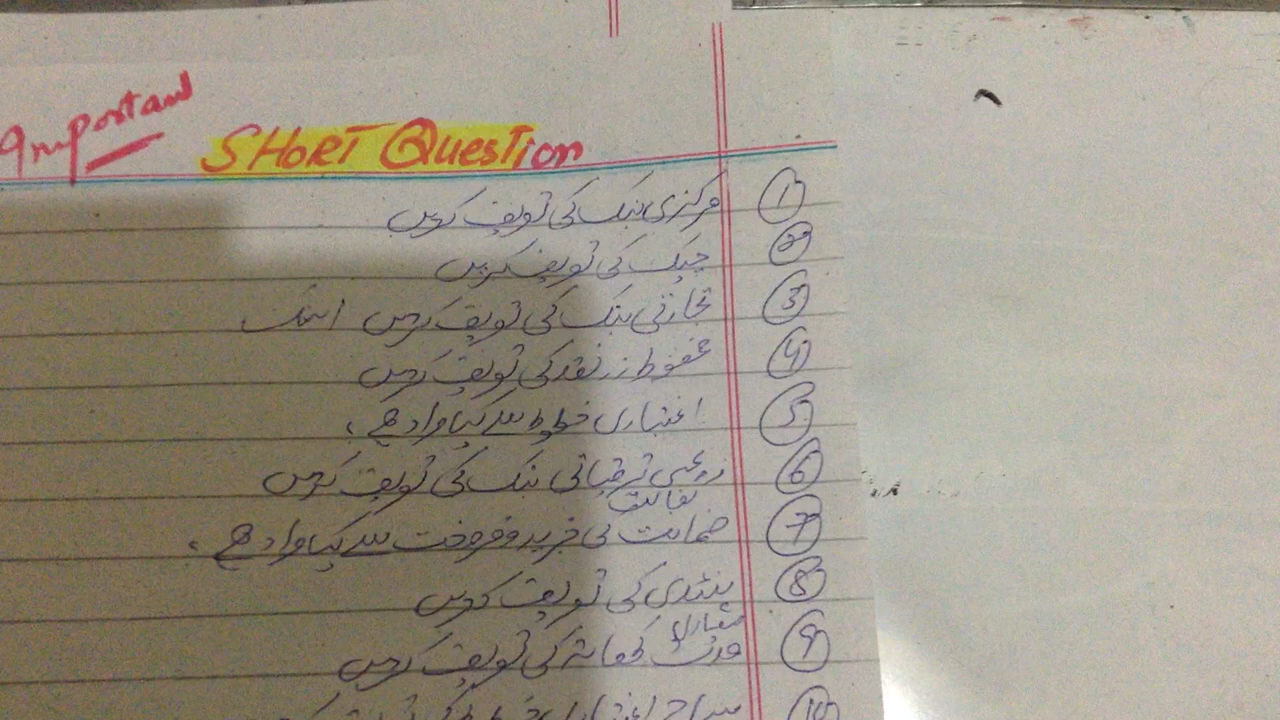 Important
SHORT Question
① مرکزی بنک کی تعریف کریں
② چیک کی تعریف کریں
③ تجارتی بنک کی تعریف کریں
④ محفوظ زر نقد کی تعریف کریں
⑤ اعتباری خطوط سے کیا مراد ہے،
⑥ زرعی ترقیاتی بنک کی تعریف کریں
⑦ کی خرید و فروخت سے کیا مراد ہے،
⑧ ہنڈی کی تعریف کریں
⑨ کھاتہ کی تعریف کریں
⑩